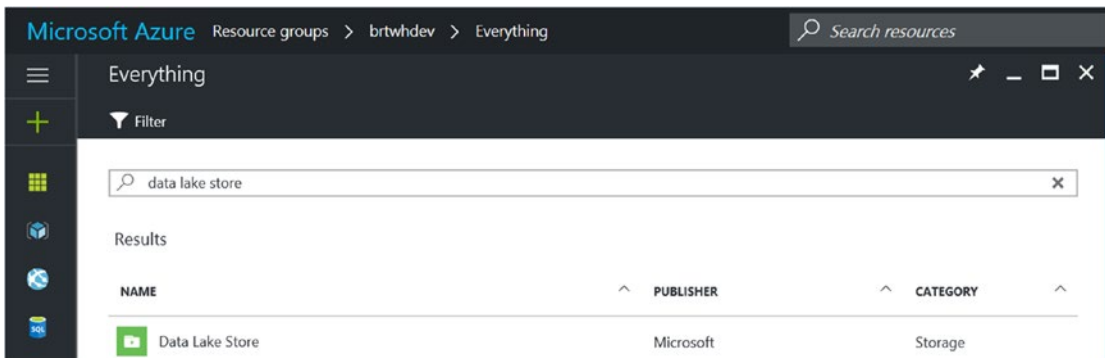 Microsoft Azure Resource groups > brtwhdev > Everything Search resources
Everything
Filter
data lake store
Results
NAME PUBLISHER CATEGORY
SQL
Data Lake Store Microsoft Storage